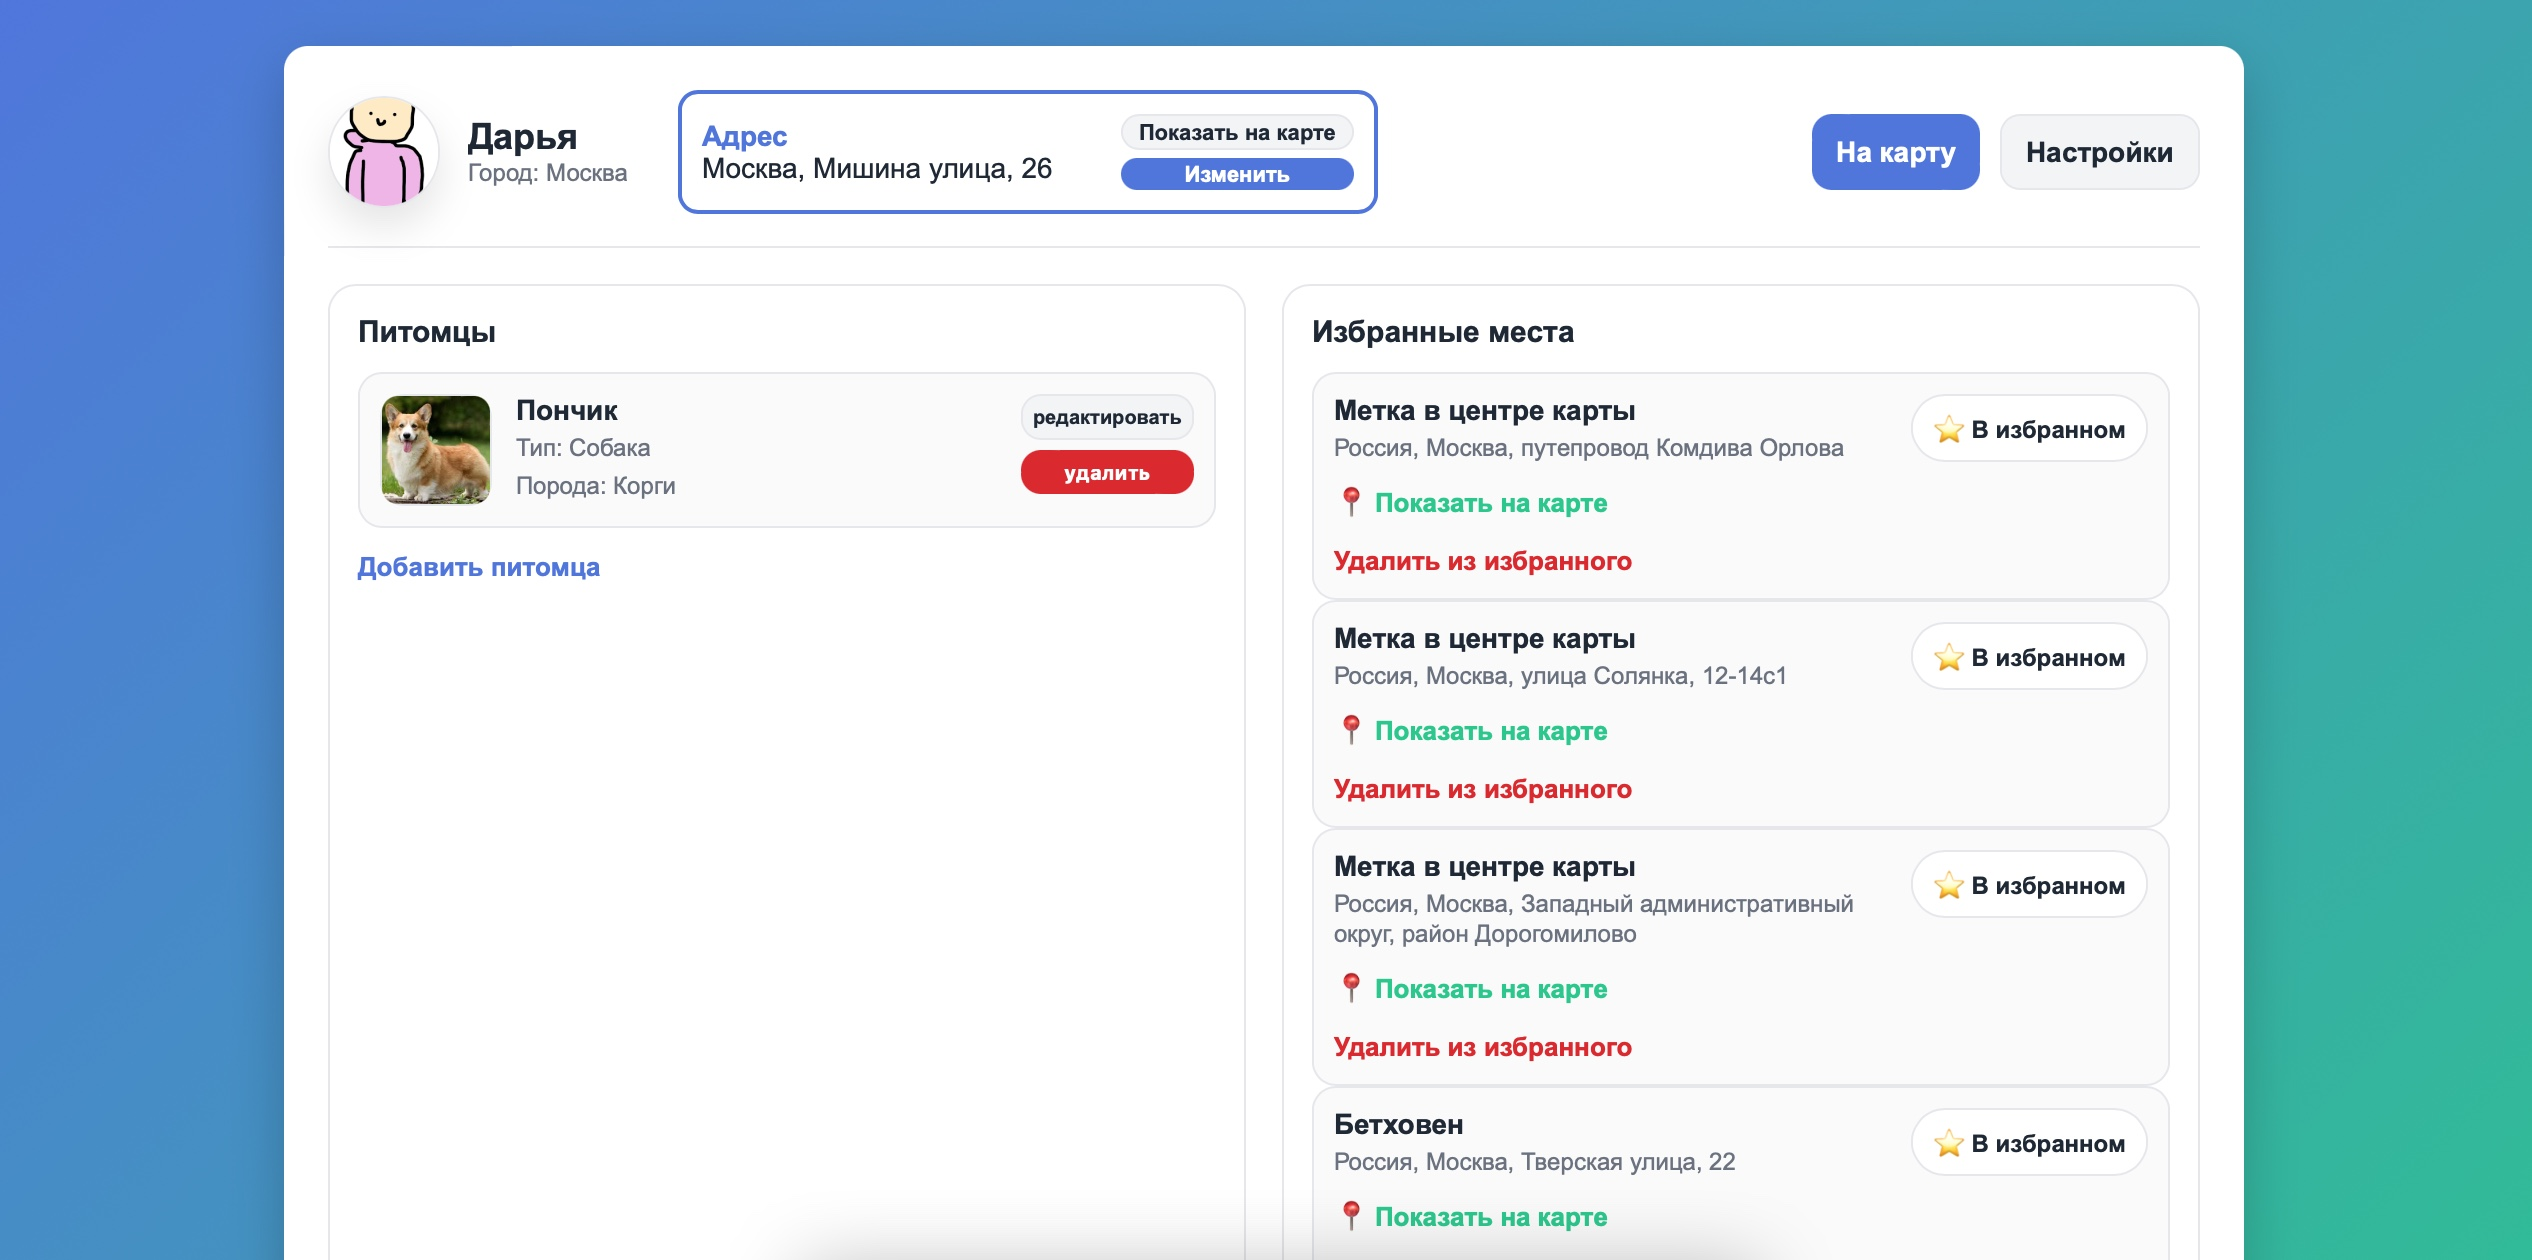 Дарья
Город: Москва
Адрес
Москва, Мишина улица, 26
Показать на карте
Изменить
На карту
Настройки
Питомцы
Пончик
Тип: Собака
Порода: Корги
редактировать
удалить
Добавить питомца
Избранные места
Метка в центре карты
Россия, Москва, путепровод Комдива Орлова
⭐ В избранном
📍 Показать на карте
Удалить из избранного
Метка в центре карты
Россия, Москва, улица Солянка, 12-14с1
⭐ В избранном
📍 Показать на карте
Удалить из избранного
Метка в центре карты
Россия, Москва, Западный административный
округ, район Дорогомилово
⭐ В избранном
📍 Показать на карте
Удалить из избранного
Бетховен
Россия, Москва, Тверская улица, 22
⭐ В избранном
📍 Показать на карте